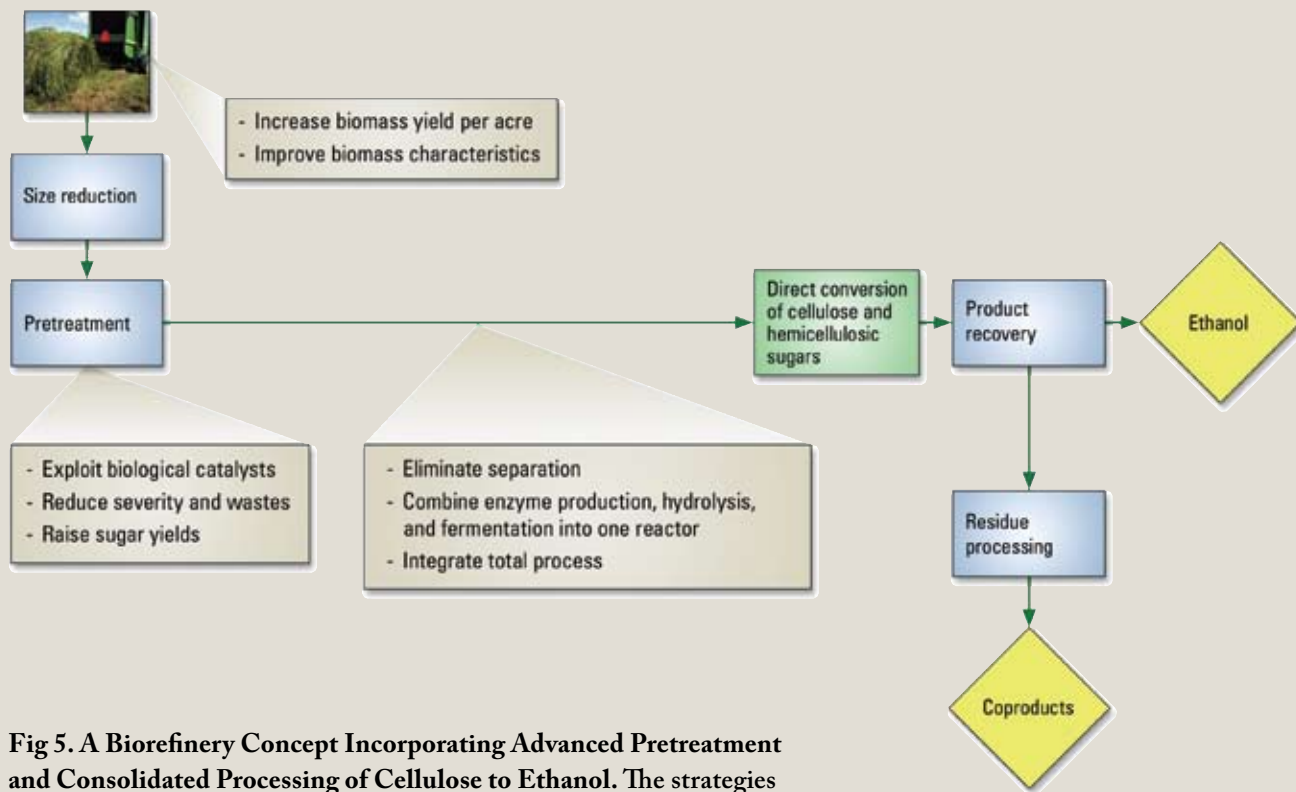 - Increase biomass yield per acre
- Improve biomass characteristics
Size reduction
Pretreatment
Direct conversion
of cellulose and
hemicellulosic
sugars
Product
recovery
Ethanol
- Exploit biological catalysts
- Reduce severity and wastes
- Raise sugar yields
- Eliminate separation
- Combine enzyme production, hydrolysis,
and fermentation into one reactor
- Integrate total process
Residue
processing
Coproducts
Fig 5. A Biorefinery Concept Incorporating Advanced Pretreatment
and Consolidated Processing of Cellulose to Ethanol. The strategies